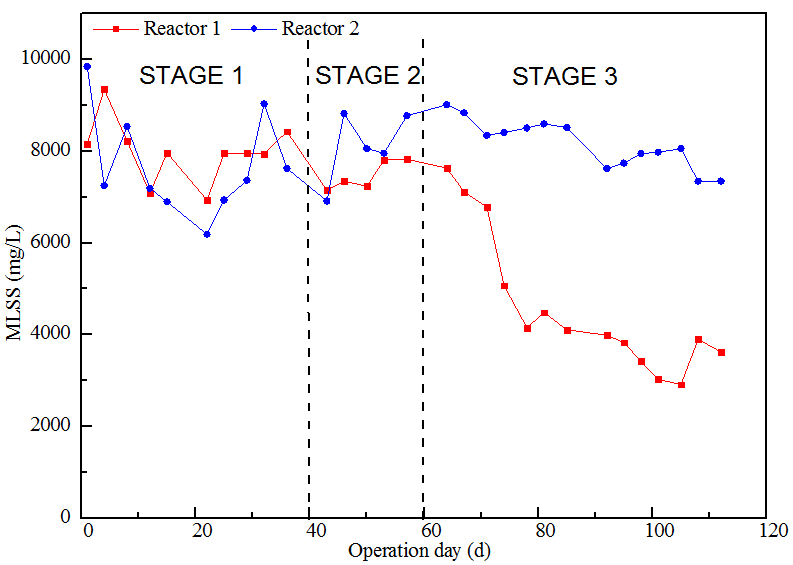 Reactor 1 Reactor 2
10000
STAGE 1 STAGE 2 STAGE 3
8000
6000
MLSS (mg/L)
4000
2000
0
0 20 40 60 80 100 120
Operation day (d)